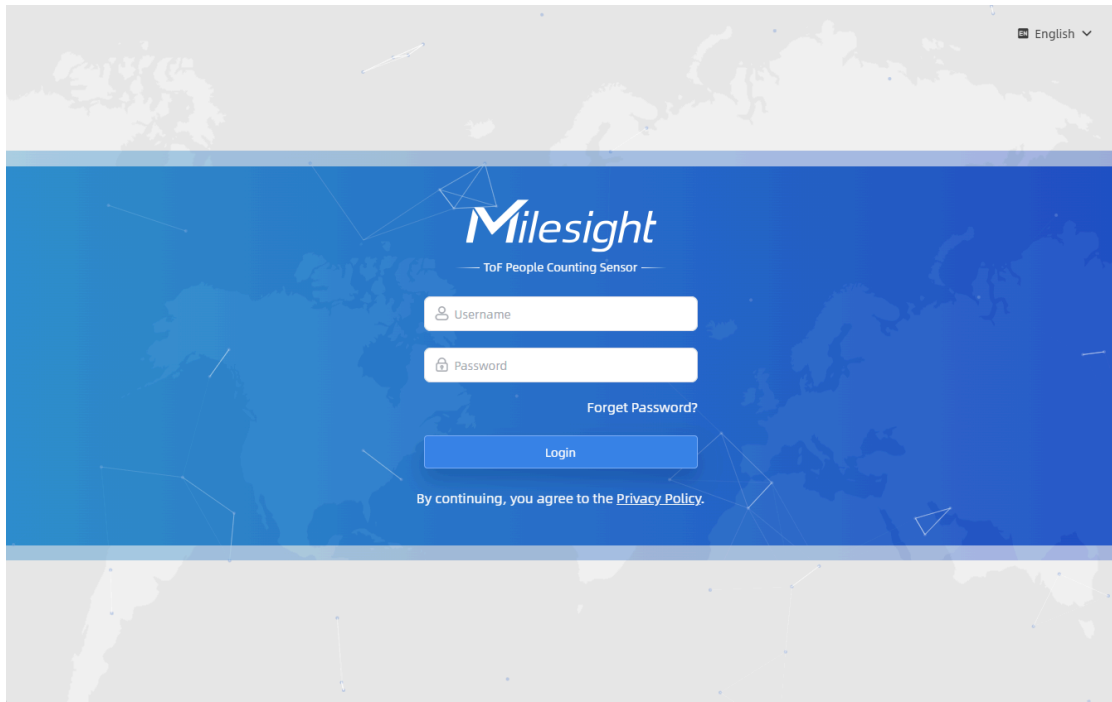 EN English
Milesight
ToF People Counting Sensor
Username
Password
Forget Password?
Login
By continuing, you agree to the Privacy Policy.